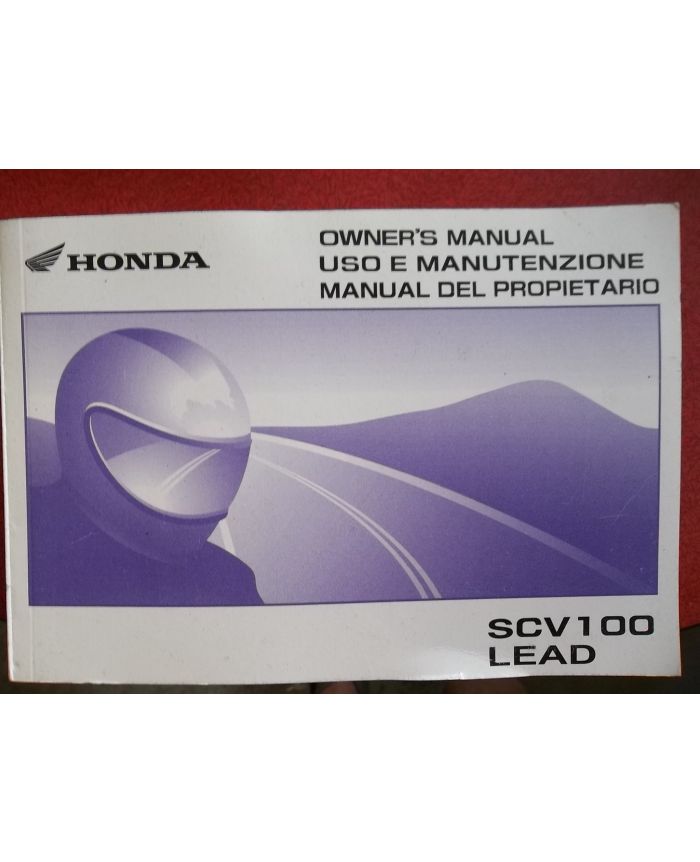 HONDA
OWNER'S MANUAL
USO E MANUTENZIONE
MANUAL DEL PROPIETARIO
SCV100
LEAD